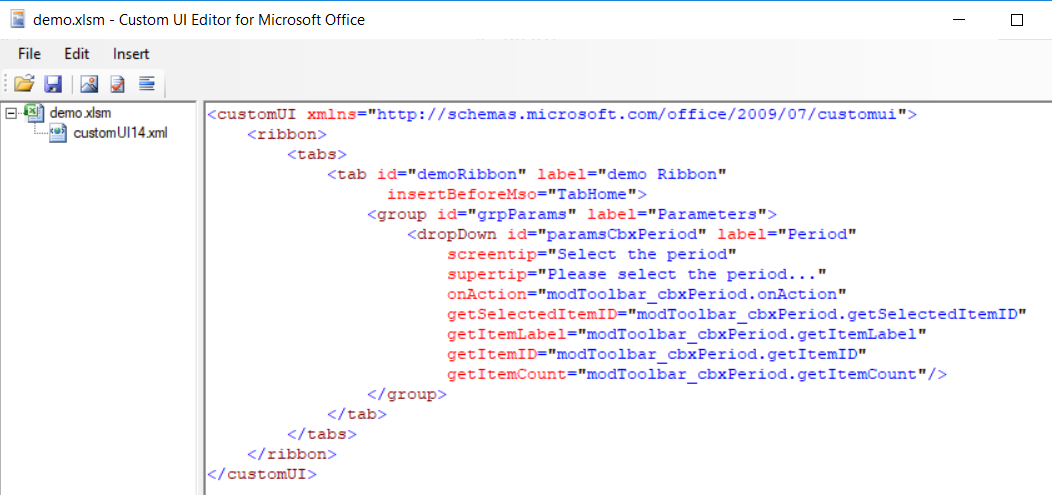 demo.xlsm - Custom UI Editor for Microsoft Office
File Edit Insert
demo.xlsm
customUI14.xml
<customUI xmlns="http://schemas.microsoft.com/office/2009/07/customui">
<ribbon>
<tabs>
<tab id="demoRibbon" label="demo Ribbon"
insertBeforeMso="TabHome">
<group id="grpParams" label="Parameters">
<dropDown id="paramsCbxPeriod" label="Period"
screentip="Select the period"
supertip="Please select the period..."
onAction="modToolbar_cbxPeriod.onAction"
getSelectedItemID="modToolbar_cbxPeriod.getSelectedItemID"
getItemLabel="modToolbar_cbxPeriod.getItemLabel"
getItemID="modToolbar_cbxPeriod.getItemID"
getItemCount="modToolbar_cbxPeriod.getItemCount"/>
</group>
</tab>
</tabs>
</ribbon>
</customUI>